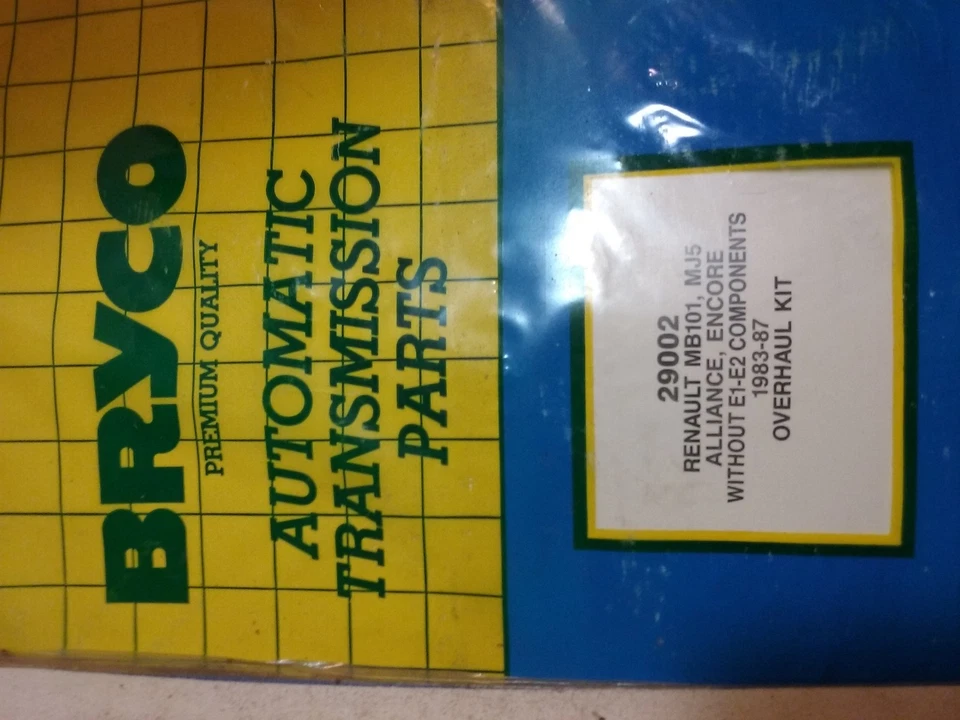 BRYCO
PREMIUM QUALITY
AUTOMATIC
TRANSMISSION
PARTS
29002
RENAULT MB101, MJ5
ALLIANCE, ENCORE
WITHOUT E1-E2 COMPONENTS
1983-87
OVERHAUL KIT